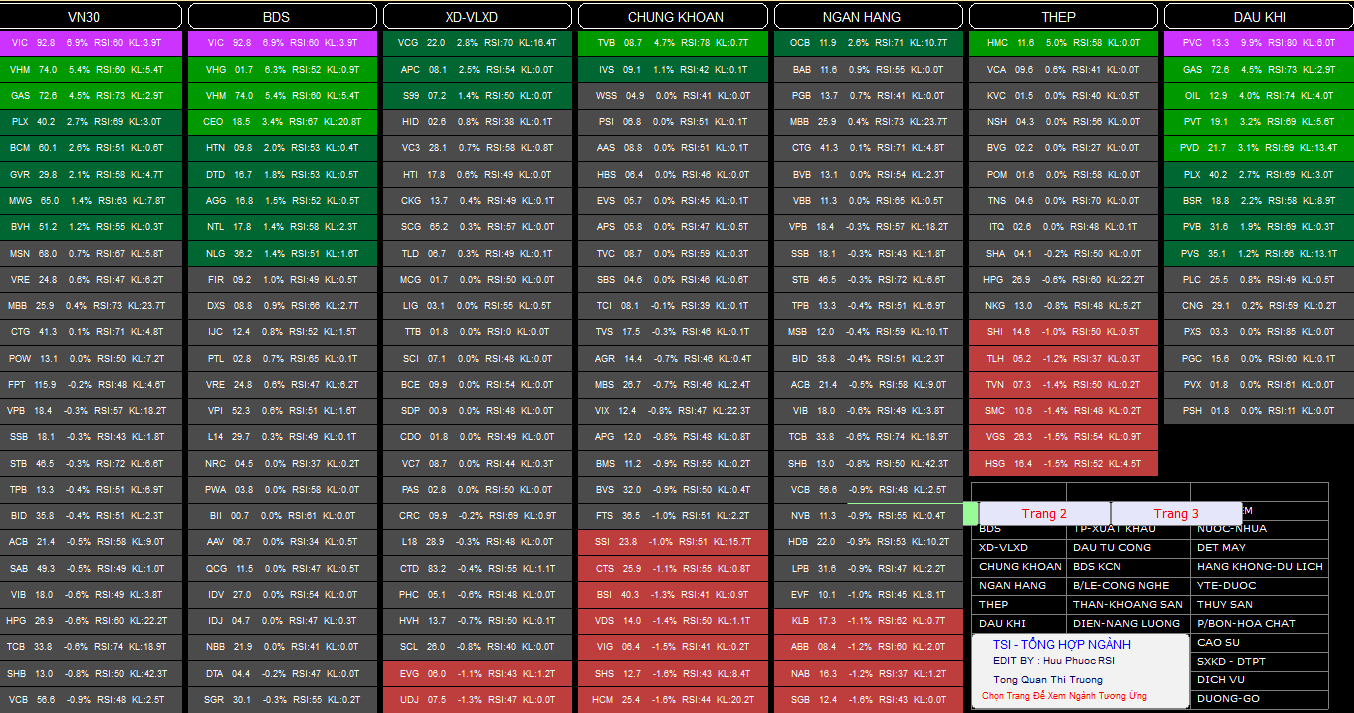 VN30
VIC 92.8 6.9% RSI:60 KL:3.9T
VHM 74.0 5.4% RSI:60 KL:5.4T
GAS 72.6 4.5% RSI:73 KL:2.9T
PLX 40.2 2.7% RSI:69 KL:3.0T
BCM 60.1 2.6% RSI:51 KL:0.6T
GVR 29.8 2.1% RSI:58 KL:4.7T
MWG 65.0 1.4% RSI:63 KL:7.8T
BVH 51.2 1.2% RSI:55 KL:0.3T
MSN 68.0 0.7% RSI:67 KL:5.8T
VRE 24.8 0.6% RSI:47 KL:6.2T
MBB 25.9 0.4% RSI:73 KL:23.7T
CTG 41.3 0.1% RSI:71 KL:4.8T
POW 13.1 0.0% RSI:50 KL:7.2T
FPT 115.9 -0.2% RSI:48 KL:4.6T
VPB 18.4 -0.3% RSI:57 KL:18.2T
SSB 18.1 -0.3% RSI:43 KL:1.8T
STB 46.5 -0.3% RSI:72 KL:6.6T
TPB 13.3 -0.4% RSI:51 KL:6.9T
BID 35.8 -0.4% RSI:51 KL:2.3T
ACB 21.4 -0.5% RSI:58 KL:9.0T
SAB 49.3 -0.5% RSI:49 KL:1.0T
VIB 18.0 -0.6% RSI:49 KL:3.8T
HPG 26.9 -0.6% RSI:60 KL:22.2T
TCB 33.8 -0.6% RSI:74 KL:18.9T
SHB 13.0 -0.8% RSI:50 KL:42.3T
VCB 56.6 -0.9% RSI:48 KL:2.5T
BDS
VIC 92.8 6.9% RSI:60 KL:3.9T
VHG 01.7 6.3% RSI:52 KL:0.9T
VHM 74.0 5.4% RSI:60 KL:5.4T
CEO 18.5 3.4% RSI:67 KL:20.8T
HTN 09.8 2.0% RSI:53 KL:0.4T
DTD 16.7 1.8% RSI:53 KL:0.5T
AGG 16.8 1.5% RSI:52 KL:0.5T
NTL 17.8 1.4% RSI:58 KL:2.3T
NLG 36.2 1.4% RSI:51 KL:1.6T
FIR 09.2 1.0% RSI:49 KL:0.5T
DXS 08.8 0.9% RSI:66 KL:2.7T
IJC 12.4 0.8% RSI:52 KL:1.5T
PTL 02.8 0.7% RSI:65 KL:0.1T
VRE 24.8 0.6% RSI:47 KL:6.2T
VPI 52.3 0.6% RSI:51 KL:1.6T
L14 29.7 0.3% RSI:49 KL:0.1T
NRC 04.5 0.0% RSI:37 KL:0.2T
PWA 03.8 0.0% RSI:58 KL:0.0T
BII 00.7 0.0% RSI:61 KL:0.0T
AAV 06.7 0.0% RSI:34 KL:0.5T
QCG 11.5 0.0% RSI:47 KL:0.5T
IDV 27.0 0.0% RSI:54 KL:0.0T
IDJ 04.7 0.0% RSI:47 KL:0.3T
NBB 21.9 0.0% RSI:41 KL:0.0T
DTA 04.4 -0.2% RSI:47 KL:0.0T
SGR 30.1 -0.3% RSI:55 KL:0.2T
XD-VLXD
VCG 22.0 2.8% RSI:70 KL:16.4T
APC 08.1 2.5% RSI:54 KL:0.0T
S99 07.2 1.4% RSI:50 KL:0.0T
HID 02.6 0.8% RSI:38 KL:0.1T
VC3 28.1 0.7% RSI:58 KL:0.8T
HTI 17.8 0.6% RSI:49 KL:0.0T
CKG 13.7 0.4% RSI:49 KL:0.1T
SCG 65.2 0.3% RSI:57 KL:0.0T
TLD 06.7 0.3% RSI:49 KL:0.1T
MCG 01.7 0.0% RSI:50 KL:0.0T
LIG 03.1 0.0% RSI:55 KL:0.5T
TTB 01.8 0.0% RSI:0 KL:0.0T
SCI 07.1 0.0% RSI:48 KL:0.0T
BCE 09.9 0.0% RSI:54 KL:0.0T
SDP 00.9 0.0% RSI:48 KL:0.0T
CDO 01.8 0.0% RSI:49 KL:0.0T
VC7 08.7 0.0% RSI:44 KL:0.3T
PAS 02.8 0.0% RSI:50 KL:0.0T
CRC 09.9 -0.2% RSI:69 KL:0.9T
L18 28.9 -0.3% RSI:48 KL:0.0T
CTD 83.2 -0.4% RSI:55 KL:1.1T
PHC 05.1 -0.6% RSI:48 KL:0.0T
HVH 13.7 -0.7% RSI:50 KL:0.1T
SCL 26.0 -0.8% RSI:40 KL:0.0T
EVG 06.0 -1.1% RSI:43 KL:1.2T
UDJ 07.5 -1.3% RSI:47 KL:0.0T
CHUNG KHOAN
TVB 08.7 4.7% RSI:78 KL:0.7T
IVS 09.1 1.1% RSI:42 KL:0.1T
WSS 04.9 0.0% RSI:41 KL:0.0T
PSI 06.8 0.0% RSI:51 KL:0.1T
AAS 08.8 0.0% RSI:51 KL:0.1T
HBS 06.4 0.0% RSI:46 KL:0.0T
EVS 05.7 0.0% RSI:45 KL:0.1T
APS 05.8 0.0% RSI:47 KL:0.5T
TVC 08.7 0.0% RSI:59 KL:0.3T
SBS 04.6 0.0% RSI:46 KL:0.6T
TCI 08.1 -0.1% RSI:39 KL:0.1T
TVS 17.5 -0.3% RSI:46 KL:0.1T
AGR 14.4 -0.7% RSI:46 KL:0.4T
MBS 26.7 -0.7% RSI:46 KL:2.4T
VIX 12.4 -0.8% RSI:47 KL:22.3T
APG 12.0 -0.8% RSI:48 KL:0.8T
BMS 11.2 -0.9% RSI:55 KL:0.2T
BVS 32.0 -0.9% RSI:50 KL:0.4T
FTS 36.5 -1.0% RSI:51 KL:2.2T
SSI 23.8 -1.0% RSI:51 KL:15.7T
CTS 25.9 -1.1% RSI:55 KL:0.8T
BSI 40.3 -1.3% RSI:41 KL:0.9T
VDS 14.0 -1.4% RSI:50 KL:1.1T
VIG 06.4 -1.5% RSI:41 KL:0.2T
SHS 12.7 -1.6% RSI:43 KL:8.4T
HCM 25.4 -1.6% RSI:44 KL:20.2T
NGAN HANG
OCB 11.9 2.6% RSI:71 KL:10.7T
BAB 11.6 0.9% RSI:55 KL:0.0T
PGB 13.7 0.7% RSI:41 KL:0.0T
MBB 25.9 0.4% RSI:73 KL:23.7T
CTG 41.3 0.1% RSI:71 KL:4.8T
BVB 13.1 0.0% RSI:54 KL:2.3T
VBB 11.3 0.0% RSI:65 KL:0.5T
VPB 18.4 -0.3% RSI:57 KL:18.2T
SSB 18.1 -0.3% RSI:43 KL:1.8T
STB 46.5 -0.3% RSI:72 KL:6.6T
TPB 13.3 -0.4% RSI:51 KL:6.9T
MSB 12.0 -0.4% RSI:59 KL:10.1T
BID 35.8 -0.4% RSI:51 KL:2.3T
ACB 21.4 -0.5% RSI:58 KL:9.0T
VIB 18.0 -0.6% RSI:49 KL:3.8T
TCB 33.8 -0.6% RSI:74 KL:18.9T
SHB 13.0 -0.8% RSI:50 KL:42.3T
VCB 56.6 -0.9% RSI:48 KL:2.5T
NVB 11.3 -0.9% RSI:55 KL:0.4T
HDB 22.0 -0.9% RSI:53 KL:10.2T
LPB 31.6 -0.9% RSI:47 KL:2.2T
EVF 10.1 -1.0% RSI:45 KL:8.1T
KLB 17.3 -1.1% RSI:62 KL:0.7T
ABB 08.4 -1.2% RSI:60 KL:2.0T
NAB 16.3 -1.2% RSI:37 KL:1.2T
SGB 12.4 -1.6% RSI:43 KL:0.0T
THEP
HMC 11.6 5.0% RSI:58 KL:0.0T
VCA 09.6 0.6% RSI:41 KL:0.0T
KVC 01.5 0.0% RSI:40 KL:0.5T
NSH 04.3 0.0% RSI:56 KL:0.0T
BVG 02.2 0.0% RSI:27 KL:0.0T
POM 01.6 0.0% RSI:58 KL:0.0T
TNS 04.6 0.0% RSI:70 KL:0.0T
ITQ 02.6 0.0% RSI:48 KL:0.1T
SHA 04.1 -0.2% RSI:50 KL:0.0T
HPG 26.9 -0.6% RSI:60 KL:22.2T
NKG 13.0 -0.8% RSI:48 KL:5.2T
SHI 14.6 -1.0% RSI:50 KL:0.5T
TLH 05.2 -1.2% RSI:37 KL:0.3T
TVN 07.3 -1.4% RSI:50 KL:0.2T
SMC 10.6 -1.4% RSI:48 KL:0.2T
VGS 26.3 -1.5% RSI:54 KL:0.9T
HSG 16.4 -1.5% RSI:52 KL:4.5T
DAU KHI
PVC 13.3 9.9% RSI:80 KL:6.0T
GAS 72.6 4.5% RSI:73 KL:2.9T
OIL 12.9 4.0% RSI:74 KL:4.0T
PVT 19.1 3.2% RSI:69 KL:5.6T
PVD 21.7 3.1% RSI:69 KL:13.4T
PLX 40.2 2.7% RSI:69 KL:3.0T
BSR 18.8 2.2% RSI:58 KL:8.9T
PVB 31.6 1.9% RSI:69 KL:0.3T
PVS 35.1 1.2% RSI:66 KL:13.1T
PLC 25.5 0.8% RSI:49 KL:0.5T
CNG 29.1 0.2% RSI:59 KL:0.2T
PXS 03.3 0.0% RSI:85 KL:0.0T
PGC 15.6 0.0% RSI:60 KL:0.1T
PVX 01.8 0.0% RSI:61 KL:0.0T
PSH 01.8 0.0% RSI:11 KL:0.0T
Trang 2 Trang 3 EM
BDS TP-XUAT KHAU NUOC-NHUA
XD-VLXD DAU TU CONG DET MAY
CHUNG KHOAN BDS KCN HANG KHONG-DU LICH
NGAN HANG B/LE-CONG NGHE YTE-DUOC
THEP THAN-KHOANG SAN THUY SAN
DAU KHI DIEN-NANG LUONG P/BON-HOA CHAT
CAO SU
SXKD - DTPT
DICH VU
DUONG-GO
TSI - TỔNG HỢP NGÀNH
EDIT BY : Huu Phuoc RSI
Tong Quan Thi Truong
Chọn Trang Để Xem Ngành Tương Ứng